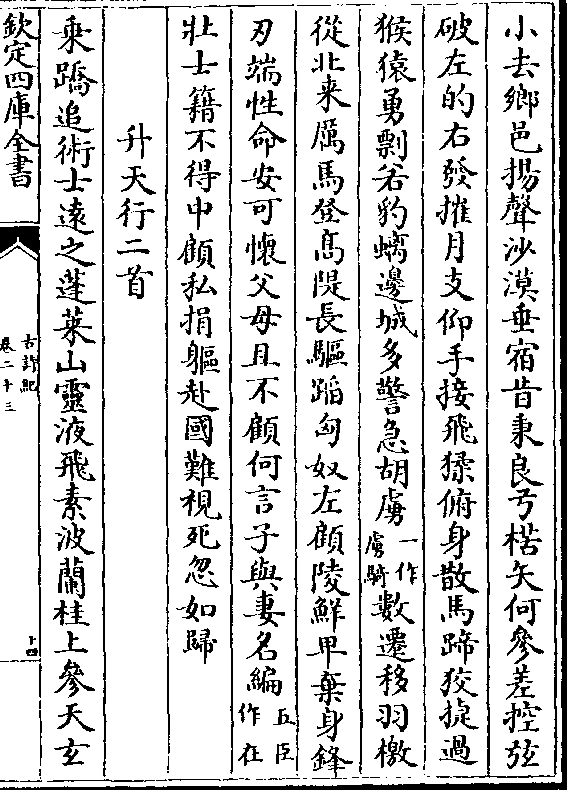 小去鄉邑揚聲沙漠垂宿昔秉良弓楛矢何參差控弦
破左的右發摧月支仰手接飛猱俯身散馬蹄狡捷過
猴猿勇剽若豹螭邊城多警急胡虜一作虜騎數遷移羽檄
從北来厲馬登髙隄長驅蹈匈奴左顧陵鮮卑棄身鋒
刃端性命安可懷父母且不顧何言子與妻名編五臣作在
壯士籍不得中顧私捐軀赴國難視死忽如歸
升天行二首
乘蹻追術士逺之蓬萊山靈液飛素波蘭桂上參天玄
欽定四庫全書
古詩紀
卷二十三
十四